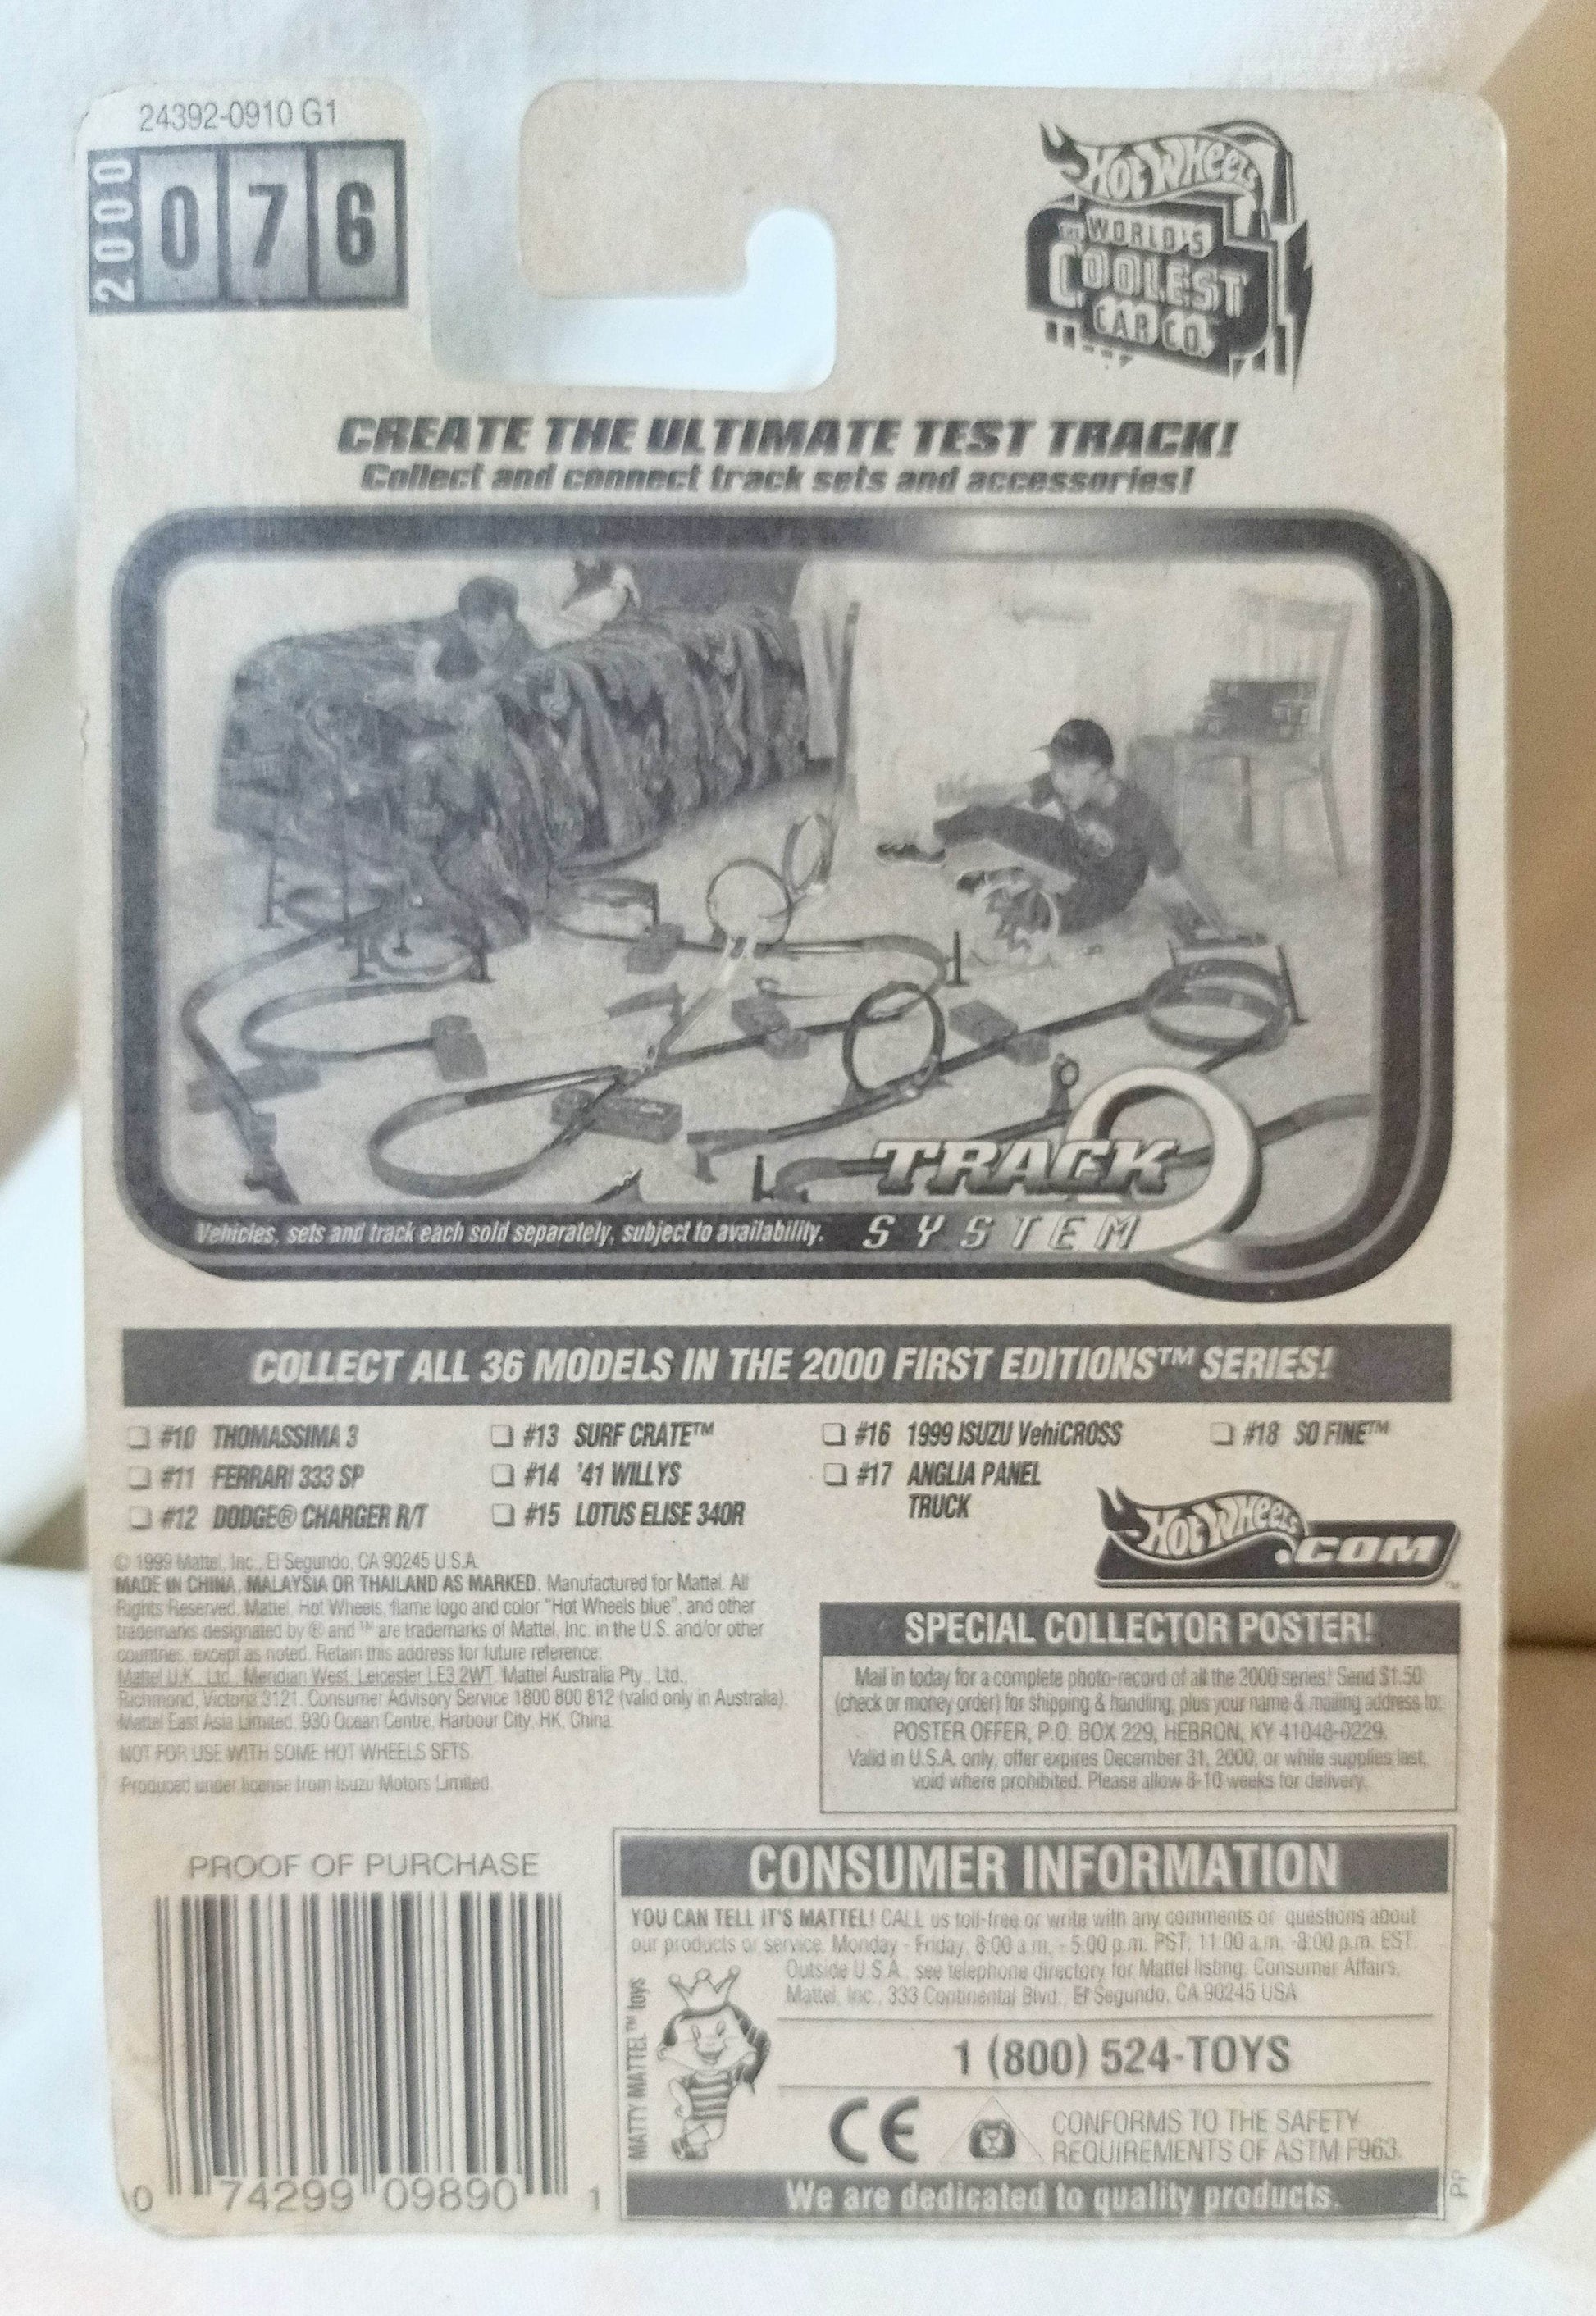 24392-0910 G1
2000
076
HOT WHEELS
THE WORLD'S
COOLEST
CAR CO.™
CREATE THE ULTIMATE TEST TRACK!
Collect and connect track sets and accessories!
TRACK
SYSTEM
Vehicles, sets and track each sold separately, subject to availability.
COLLECT ALL 36 MODELS IN THE 2000 FIRST EDITIONS™ SERIES!
#10 THOMASSIMA 3
#11 FERRARI 333 SP
#12 DODGE® CHARGER R/T
#13 SURF CRATE™
#14 '41 WILLYS
#15 LOTUS ELISE 340R
#16 1999 ISUZU VehiCROSS
#17 ANGLIA PANEL
TRUCK
#18 SO FINE™
HOT WHEELS.COM™
© 1999 Mattel, Inc., El Segundo, CA 90245 U.S.A.
MADE IN CHINA, MALAYSIA OR THAILAND AS MARKED. Manufactured for Mattel. All
Rights Reserved. Mattel, Hot Wheels, flame logo and color "Hot Wheels blue", and other
trademarks designated by ® and ™ are trademarks of Mattel, Inc. in the U.S. and/or other
countries, except as noted. Retain this address for future reference:
Mattel U.K., Ltd., Meridian West, Leicester LE3 2WT. Mattel Australia Pty., Ltd.,
Richmond, Victoria 3121. Consumer Advisory Service 1800 800 812 (valid only in Australia).
Mattel East Asia Limited, 930 Ocean Centre, Harbour City, HK, China.
NOT FOR USE WITH SOME HOT WHEELS SETS.
Produced under license from Isuzu Motors Limited.
SPECIAL COLLECTOR POSTER!
Mail in today for a complete photo-record of all the 2000 series! Send $1.50
(check or money order) for shipping & handling, plus your name & mailing address to:
POSTER OFFER, P.O. BOX 229, HEBRON, KY 41048-0229.
Valid in U.S.A. only, offer expires December 31, 2000, or while supplies last,
void where prohibited. Please allow 8-10 weeks for delivery.
PROOF OF PURCHASE
0 74299 09890 1
CONSUMER INFORMATION
YOU CAN TELL IT'S MATTEL! CALL us toll-free or write with any comments or questions about
our products or service. Monday - Friday, 8:00 a.m. - 5:00 p.m. PST; 11:00 a.m. -8:00 p.m. EST.
Outside U.S.A., see telephone directory for Mattel listing. Consumer Affairs,
Mattel, Inc., 333 Continental Blvd., El Segundo, CA 90245 USA
MATTY MATTEL™ toys
1 (800) 524-TOYS
CE
CONFORMS TO THE SAFETY
REQUIREMENTS OF ASTM F963.
We are dedicated to quality products.